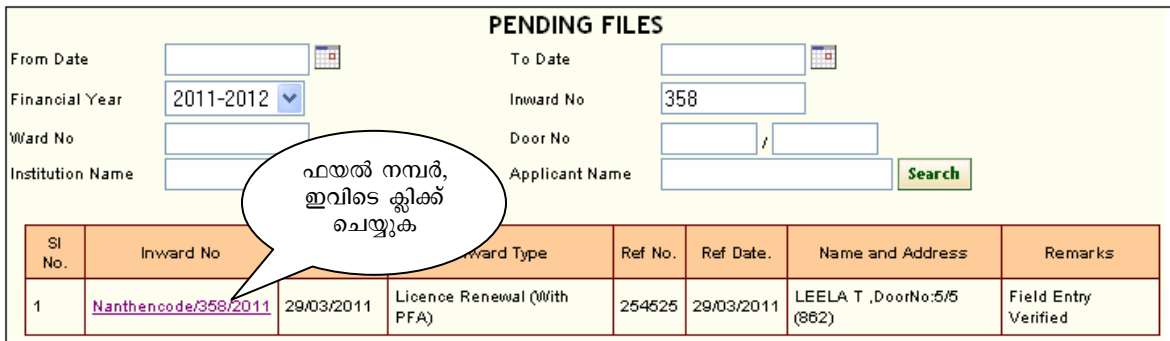 PENDING FILES
From Date To Date
Financial Year 2011-2012 Inward No 358
Ward No Door No /
Institution Name Applicant Name Search
ഫയൽ നമ്പർ,
ഇവിടെ ക്ലിക്ക്
ചെയ്യുക
Sl No. Inward No ward Type Ref No. Ref Date. Name and Address Remarks
1 Nanthencode/358/2011 29/03/2011 Licence Renewal (With 254525 29/03/2011 LEELA T ,DoorNo:5/5 Field Entry
PFA) (862) Verified